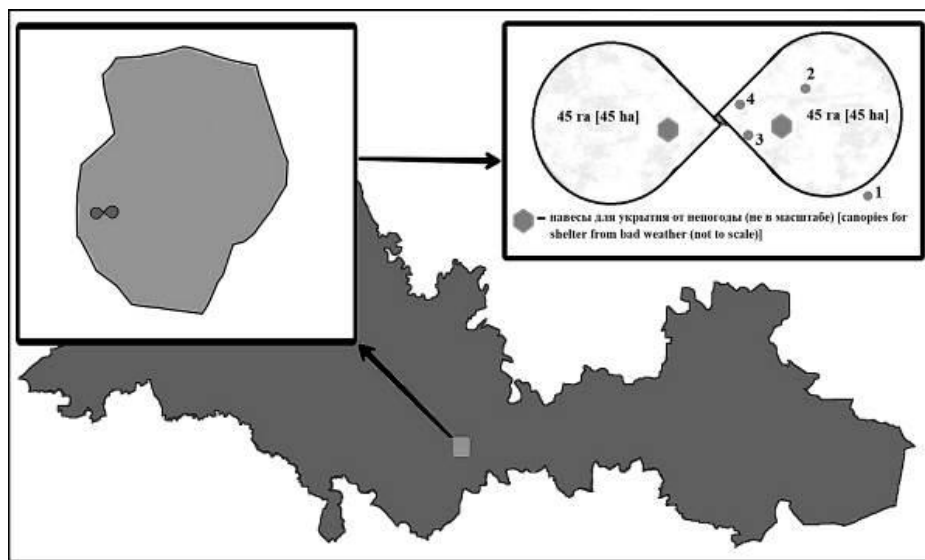 2
4
45 га [45 ha]
45 га [45 ha]
3
1
– навесы для укрытия от непогоды (не в масштабе) [canopies for
shelter from bad weather (not to scale)]